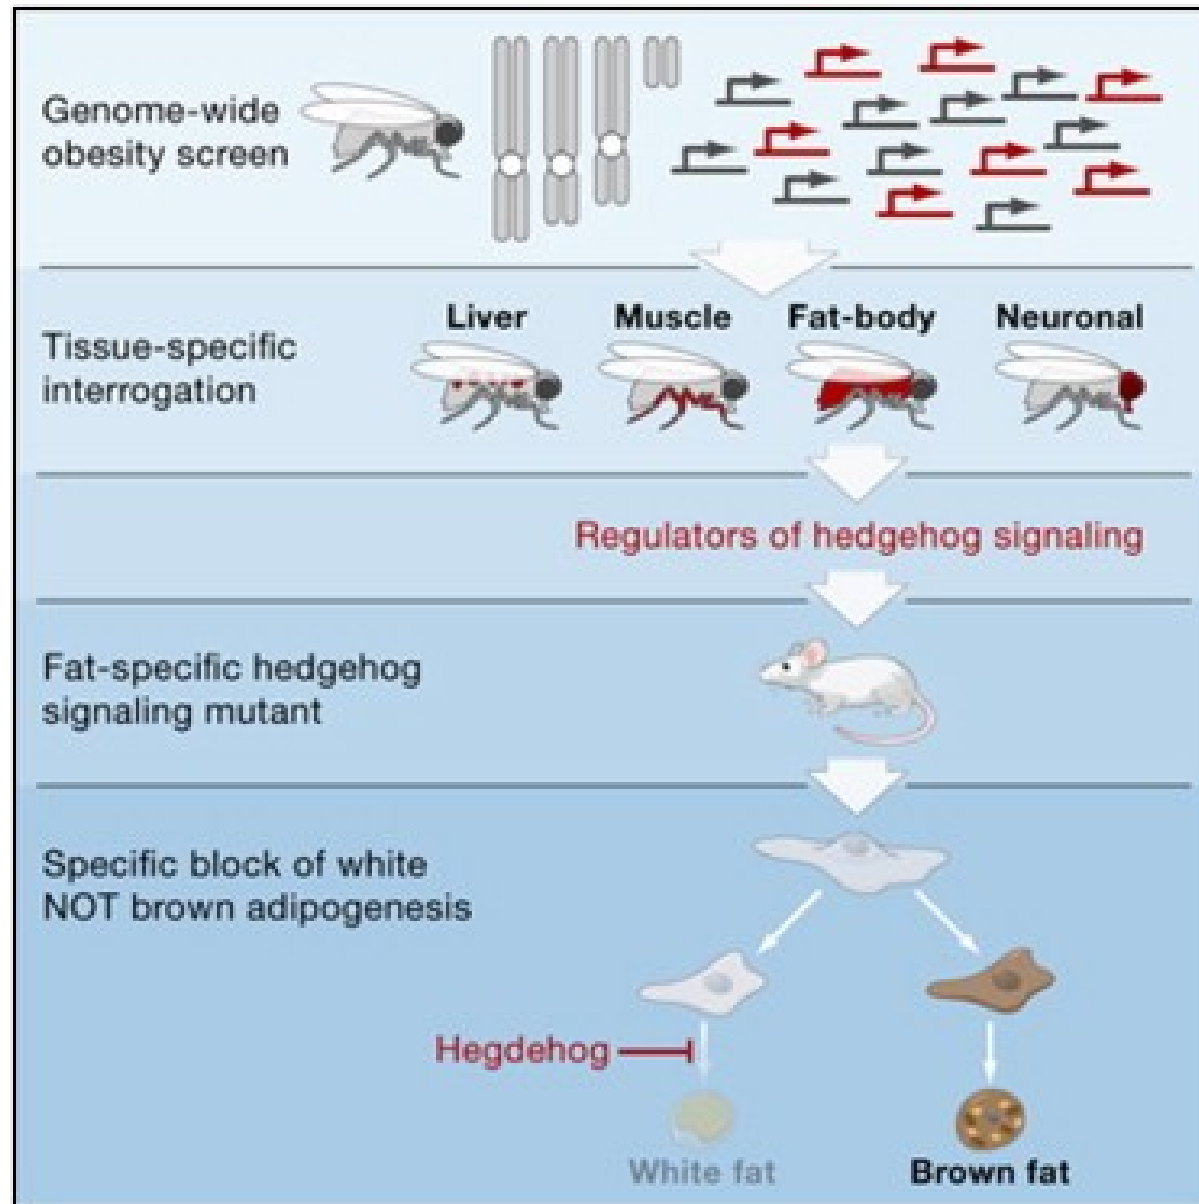 Genome-wide
obesity screen
Tissue-specific
interrogation
Liver
Muscle
Fat-body
Neuronal
Regulators of hedgehog signaling
Fat-specific hedgehog
signaling mutant
Specific block of white
NOT brown adipogenesis
Hegdehog
White fat
Brown fat